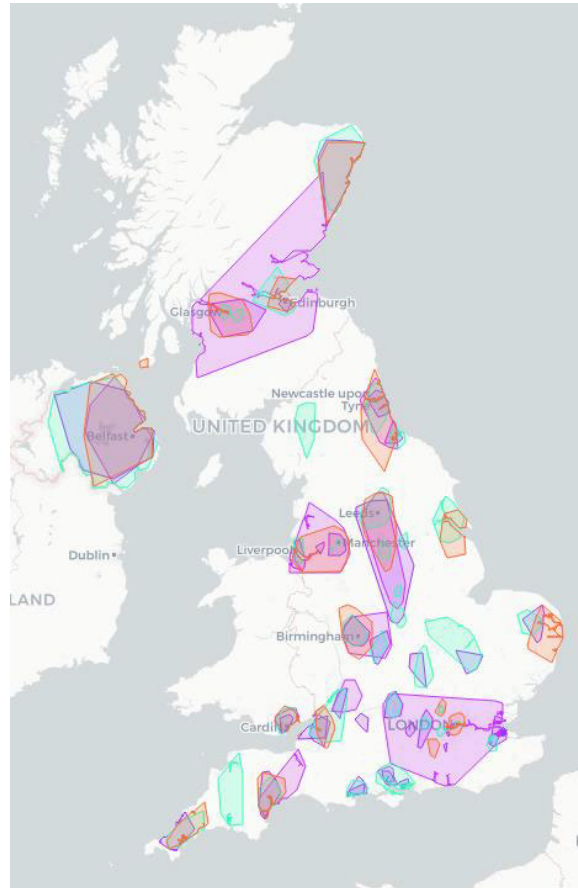 Glasgow
Edinburgh
Newcastle upon
Tyne
UNITED KINGDOM
Belfast
Leeds
Manchester
Liverpool
Dublin
LAND
Birmingham
Cardiff
LONDON